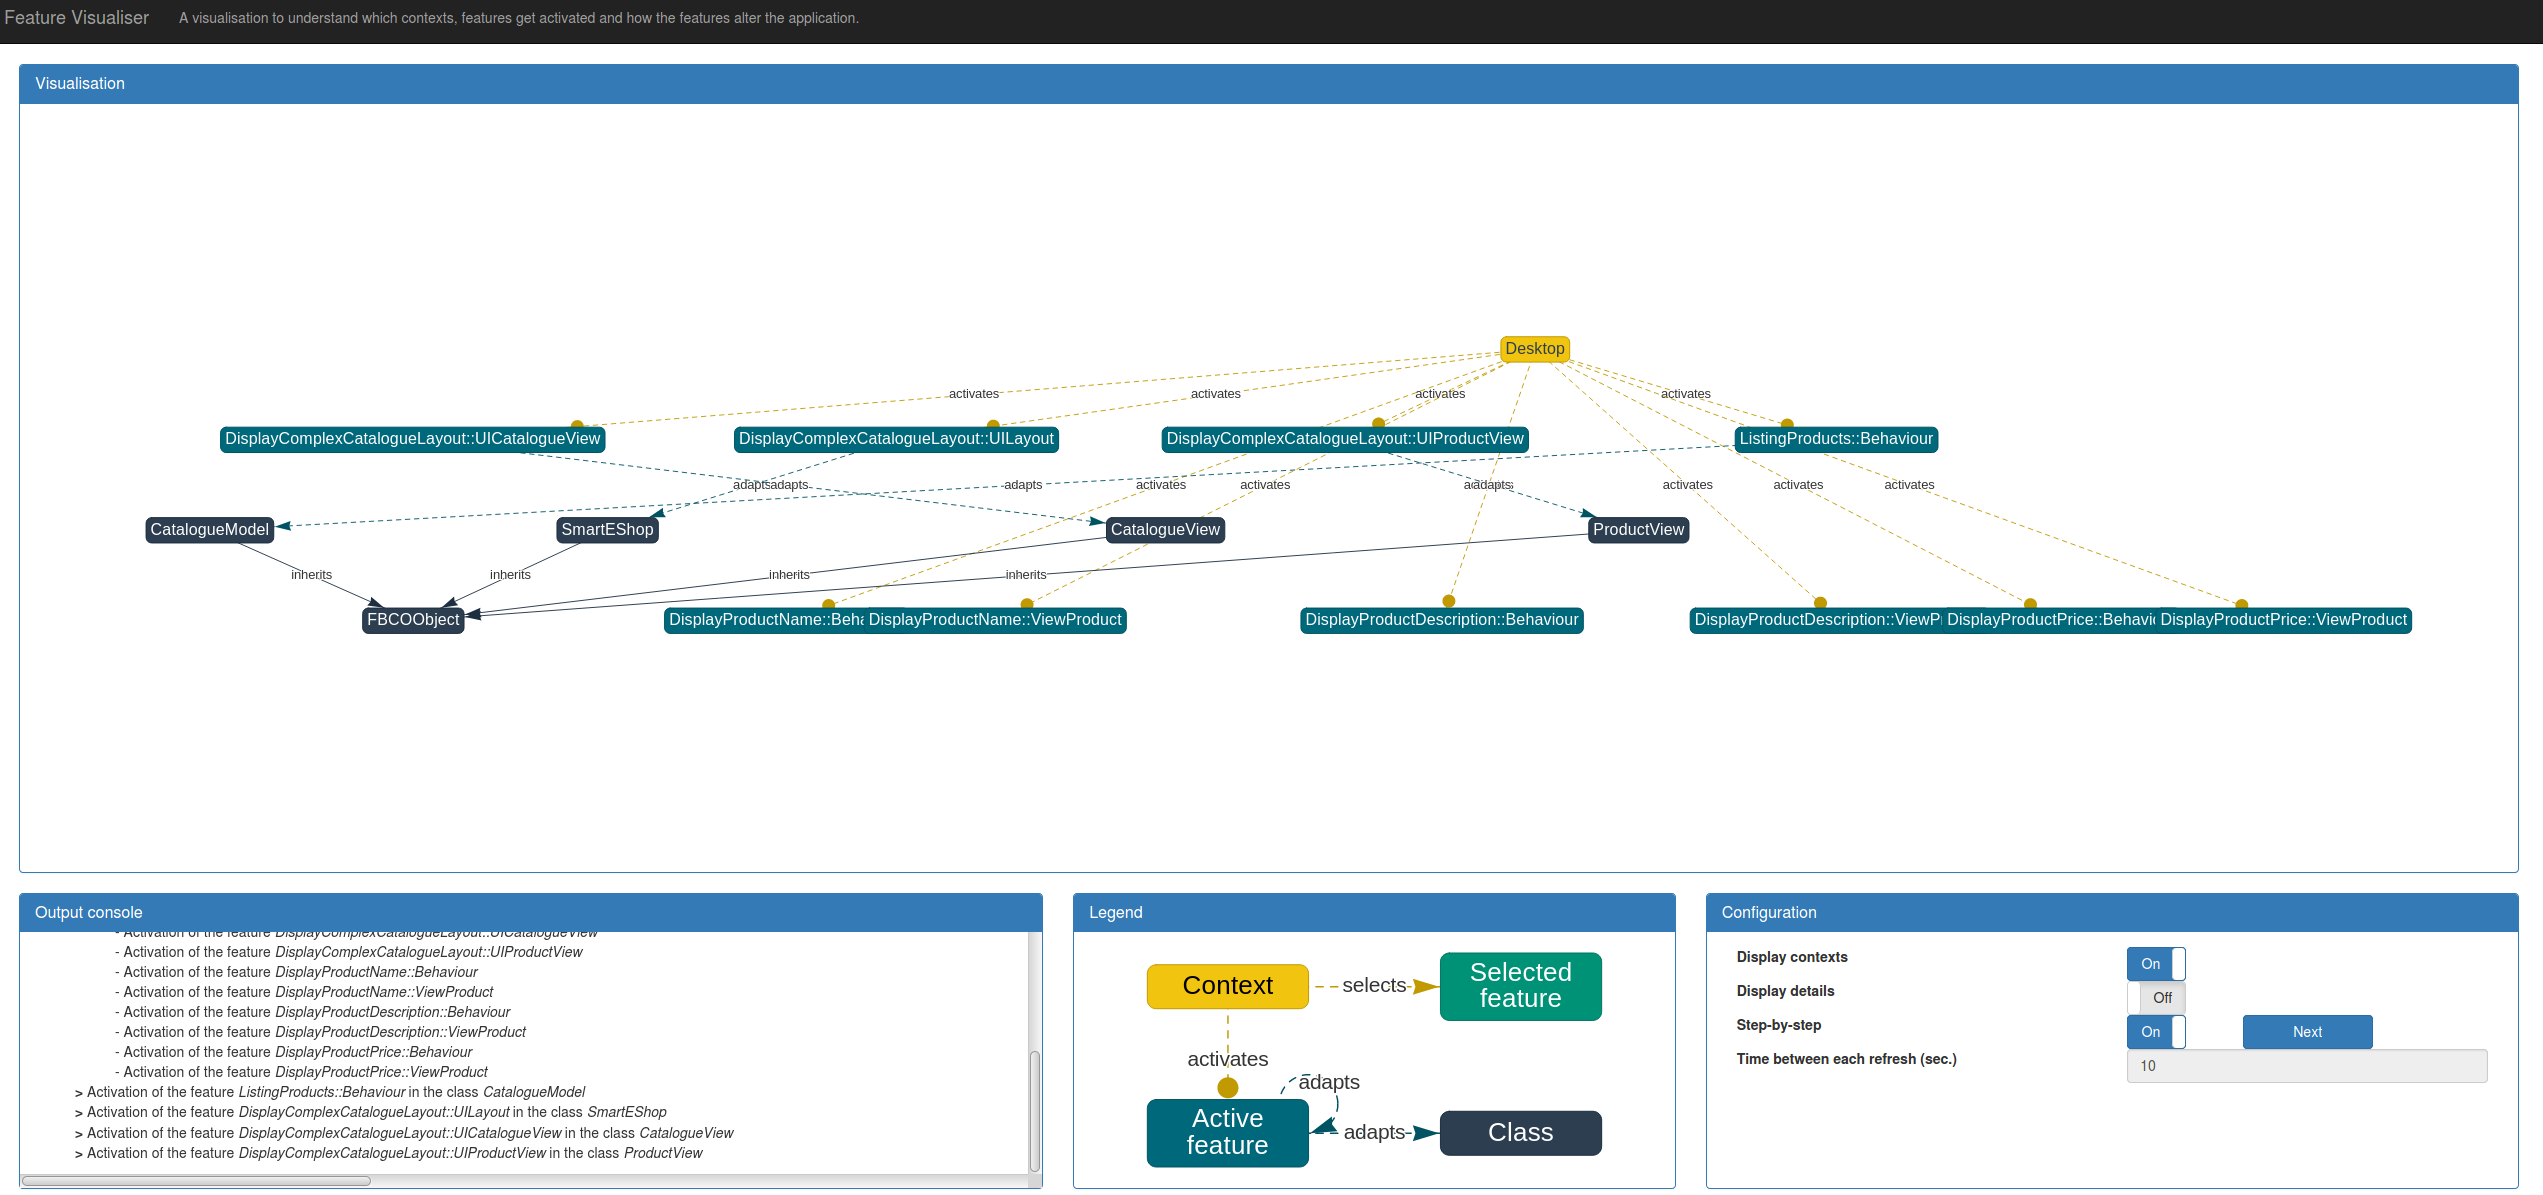 Feature Visualiser
A visualisation to understand which contexts, features get activated and how the features alter the application.
Visualisation
Desktop
activates activates activates activates
DisplayComplexCatalogueLayout::UICatalogueView DisplayComplexCatalogueLayout::UILayout DisplayComplexCatalogueLayout::UIProductView ListingProducts::Behaviour
adapts adapts adapts activates activates adapts activates activates activates
CatalogueModel SmartEShop CatalogueView ProductView
inherits inherits inherits inherits
FBCOObject DisplayProductName::Beha DisplayProductName::ViewProduct DisplayProductDescription::Behaviour DisplayProductDescription::ViewP DisplayProductPrice::Behavi DisplayProductPrice::ViewProduct
Output console
- Activation of the feature DisplayComplexCatalogueLayout::UICatalogueView
- Activation of the feature DisplayComplexCatalogueLayout::UIProductView
- Activation of the feature DisplayProductName::Behaviour
- Activation of the feature DisplayProductName::ViewProduct
- Activation of the feature DisplayProductDescription::Behaviour
- Activation of the feature DisplayProductDescription::ViewProduct
- Activation of the feature DisplayProductPrice::Behaviour
- Activation of the feature DisplayProductPrice::ViewProduct
> Activation of the feature ListingProducts::Behaviour in the class CatalogueModel
> Activation of the feature DisplayComplexCatalogueLayout::UILayout in the class SmartEShop
> Activation of the feature DisplayComplexCatalogueLayout::UICatalogueView in the class CatalogueView
> Activation of the feature DisplayComplexCatalogueLayout::UIProductView in the class ProductView
Legend
Context
selects
Selected
feature
activates
adapts
Active
feature
adapts
Class
Configuration
Display contexts On
Display details Off
Step-by-step On Next
Time between each refresh (sec.) 10